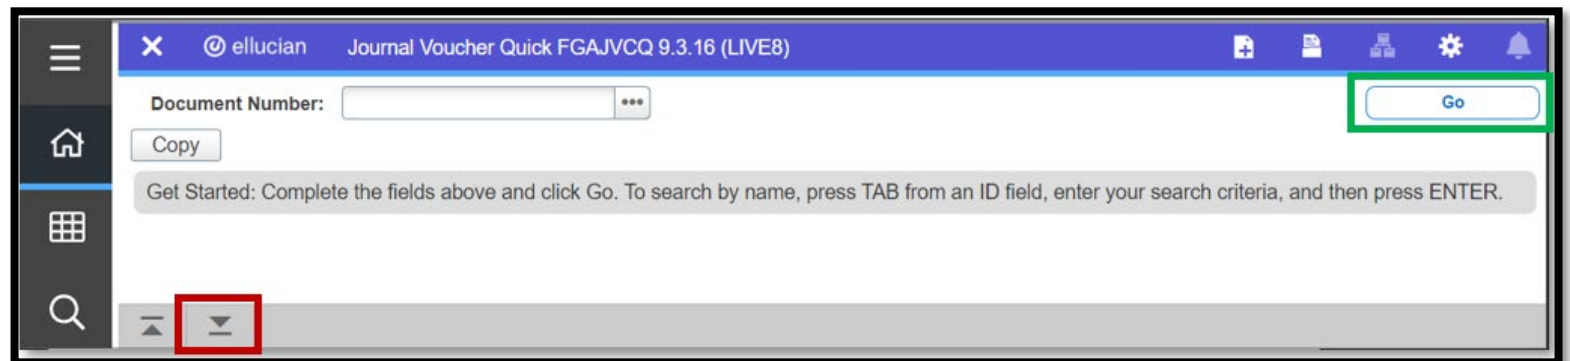 ellucian Journal Voucher Quick FGAJVCQ 9.3.16 (LIVE8)
Document Number: Go
Copy
Get Started: Complete the fields above and click Go. To search by name, press TAB from an ID field, enter your search criteria, and then press ENTER.